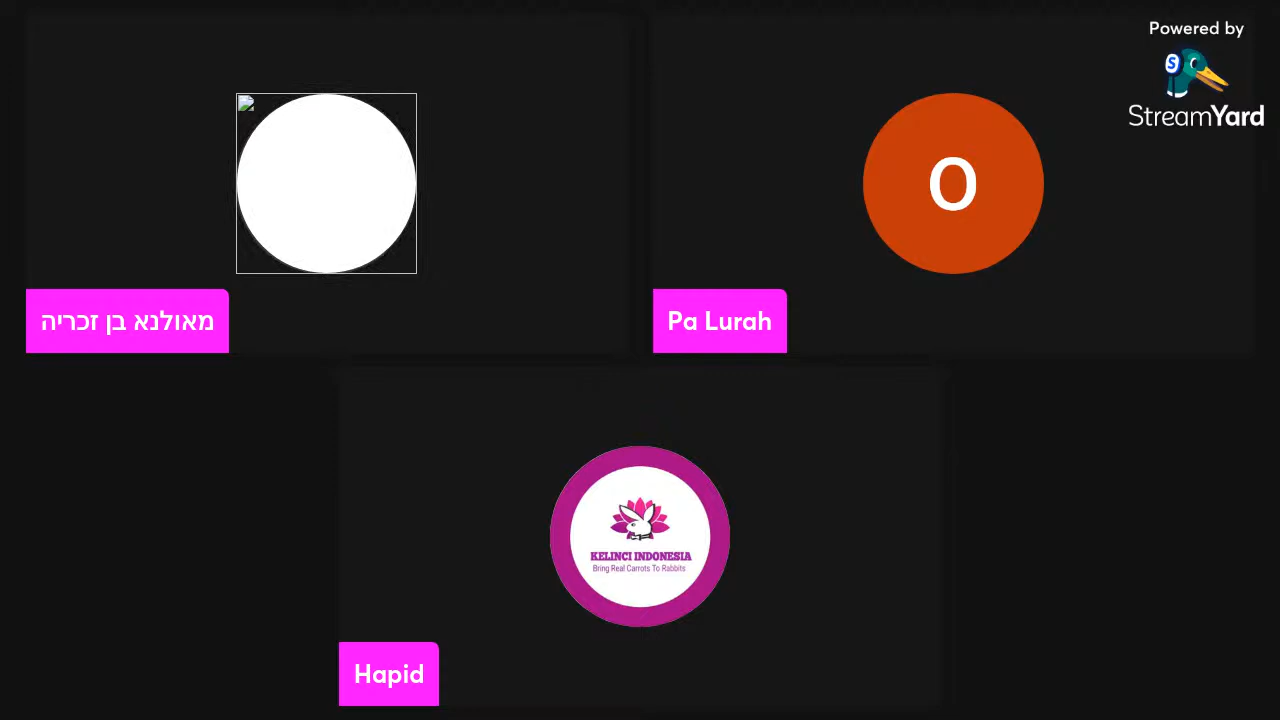 Powered by
S
StreamYard
O
מאולנא בן זכריה
Pa Lurah
KELINCI INDONESIA
Bring Real Carrots To Rabbits
Hapid